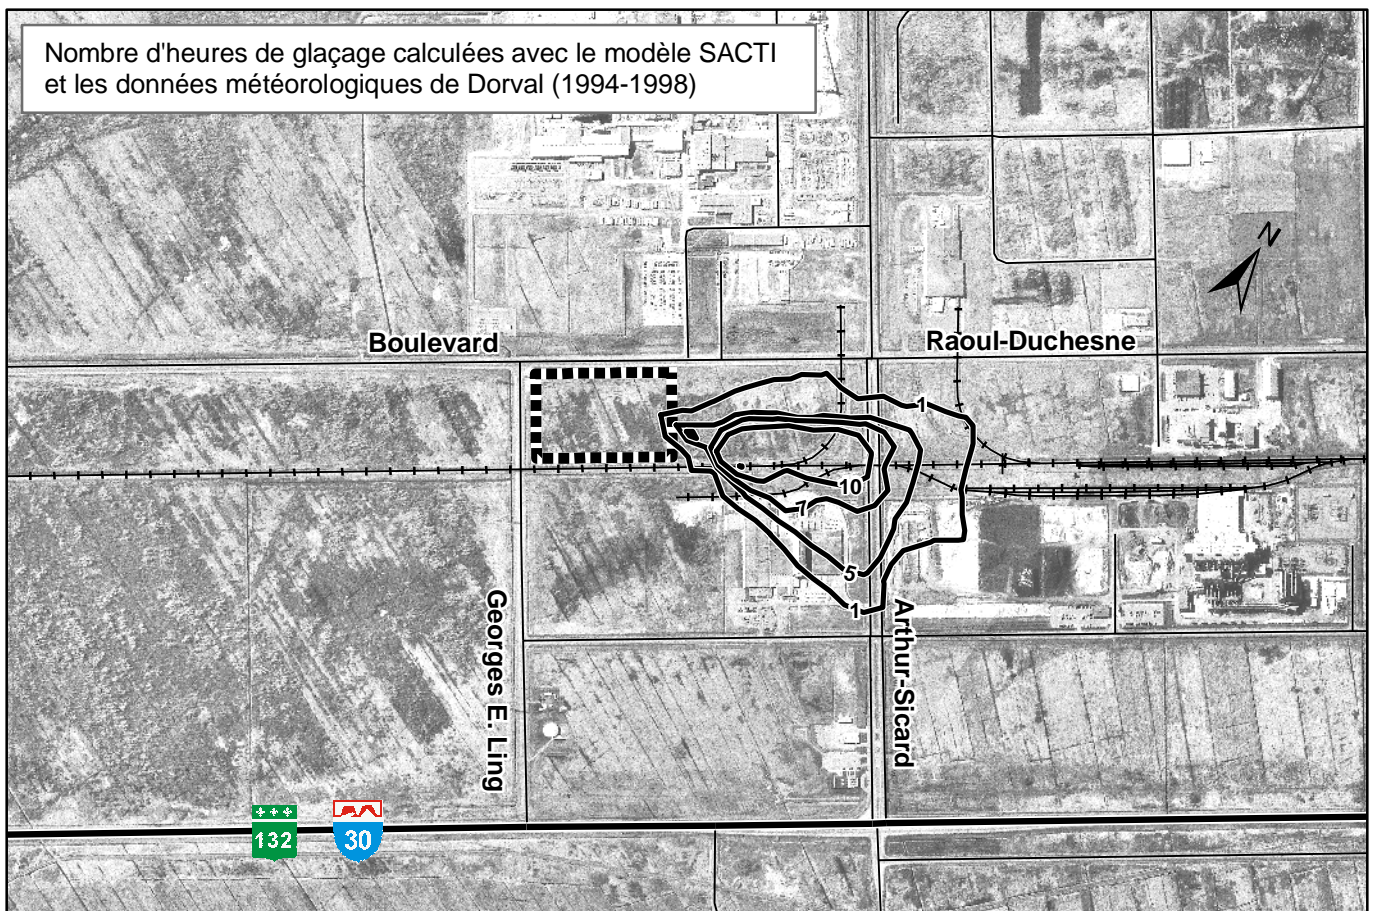 Nombre d'heures de glaçage calculées avec le modèle SACTI
et les données météorologiques de Dorval (1994-1998)
N
Boulevard
Raoul-Duchesne
1
10
7
5
1
Georges E. Ling
Arthur-Sicard
132
30